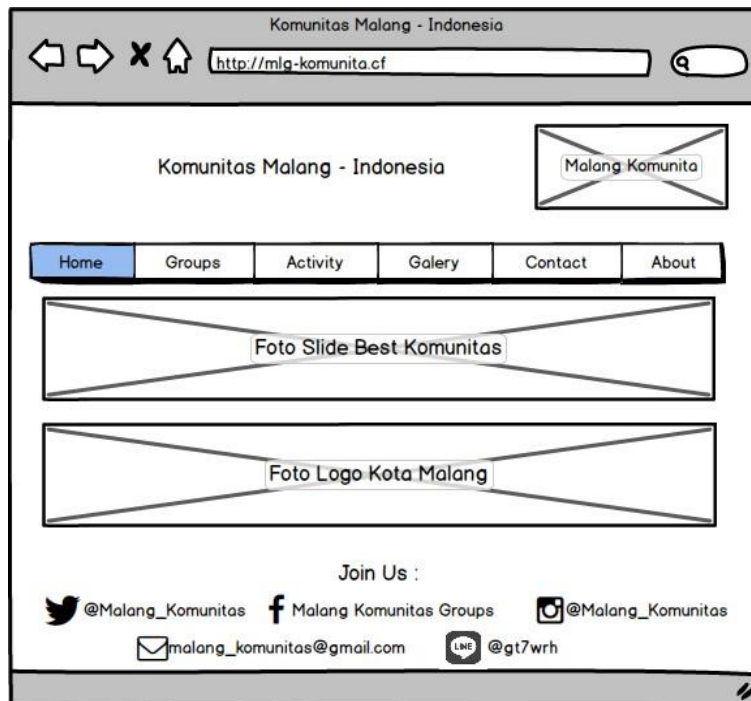 Komunitas Malang - Indonesia
http://mlg-komunita.cf
Komunitas Malang - Indonesia
Malang Komunita
Home Groups Activity Galery Contact About
Foto Slide Best Komunitas
Foto Logo Kota Malang
Join Us :
@Malang_Komunitas Malang Komunitas Groups @Malang_Komunitas
malang_komunitas@gmail.com LINE @gt7wrh